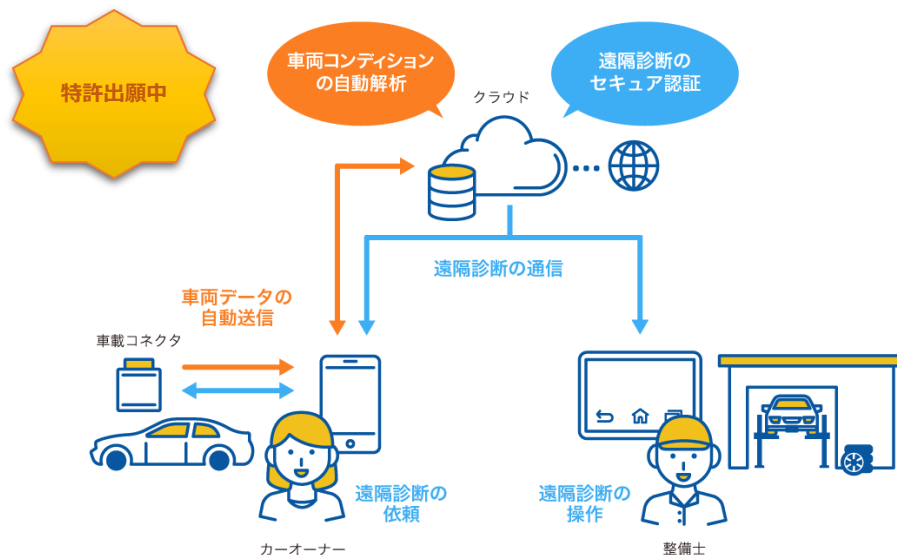 特許出願中
車両コンディション
の自動解析
遠隔診断の
セキュア認証
クラウド
遠隔診断の通信
車両データの
自動送信
車載コネクタ
遠隔診断の
依頼
遠隔診断の
操作
カーオーナー
整備士